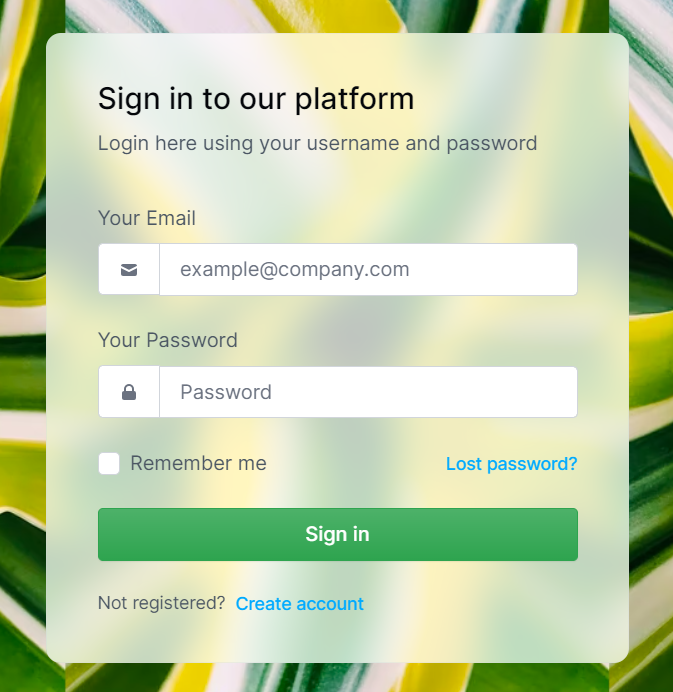 Sign in to our platform
Login here using your username and password
Your Email
example@company.com
Your Password
Password
Remember me Lost password?
Sign in
Not registered? Create account